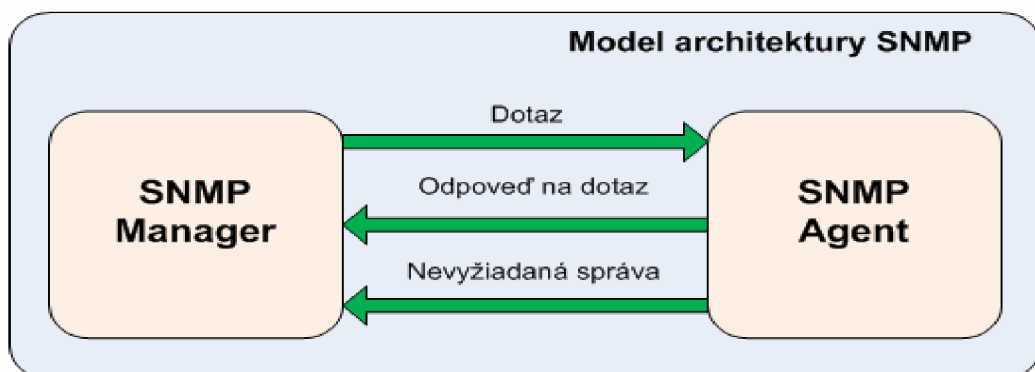 Model architektury SNMP
Dotaz
SNMP
Manager
Odpoveď na dotaz
SNMP
Agent
Nevyžiadaná správa